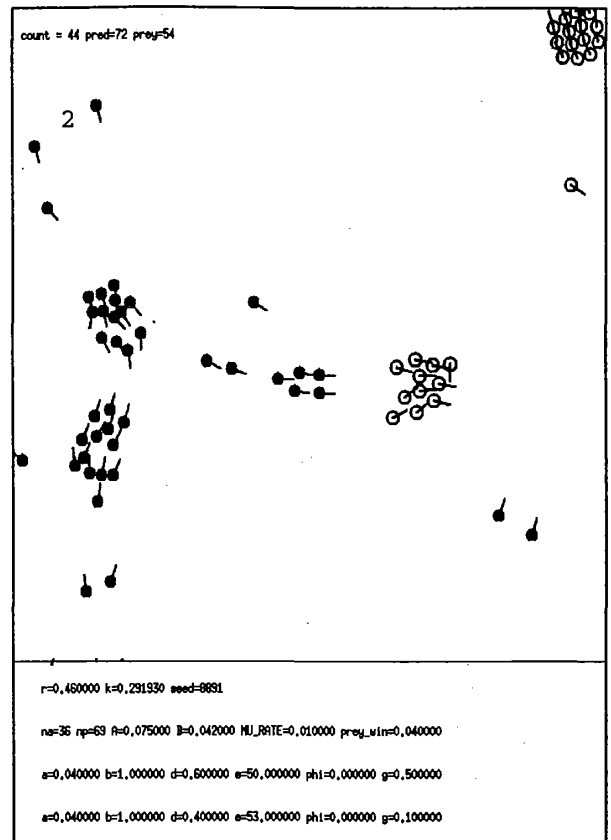 count = 44 pred=72 prey=54
2
r=0.460000 k=0.291930 seed=8891
na=36 np=69 A=0.075000 B=0.042000 MU_RATE=0.010000 prey_win=0.040000
a=0.040000 b=1.000000 d=0.600000 e=50.000000 phi=0.000000 g=0.500000
a=0.040000 b=1.000000 d=0.400000 e=53.000000 phi=0.000000 g=0.100000